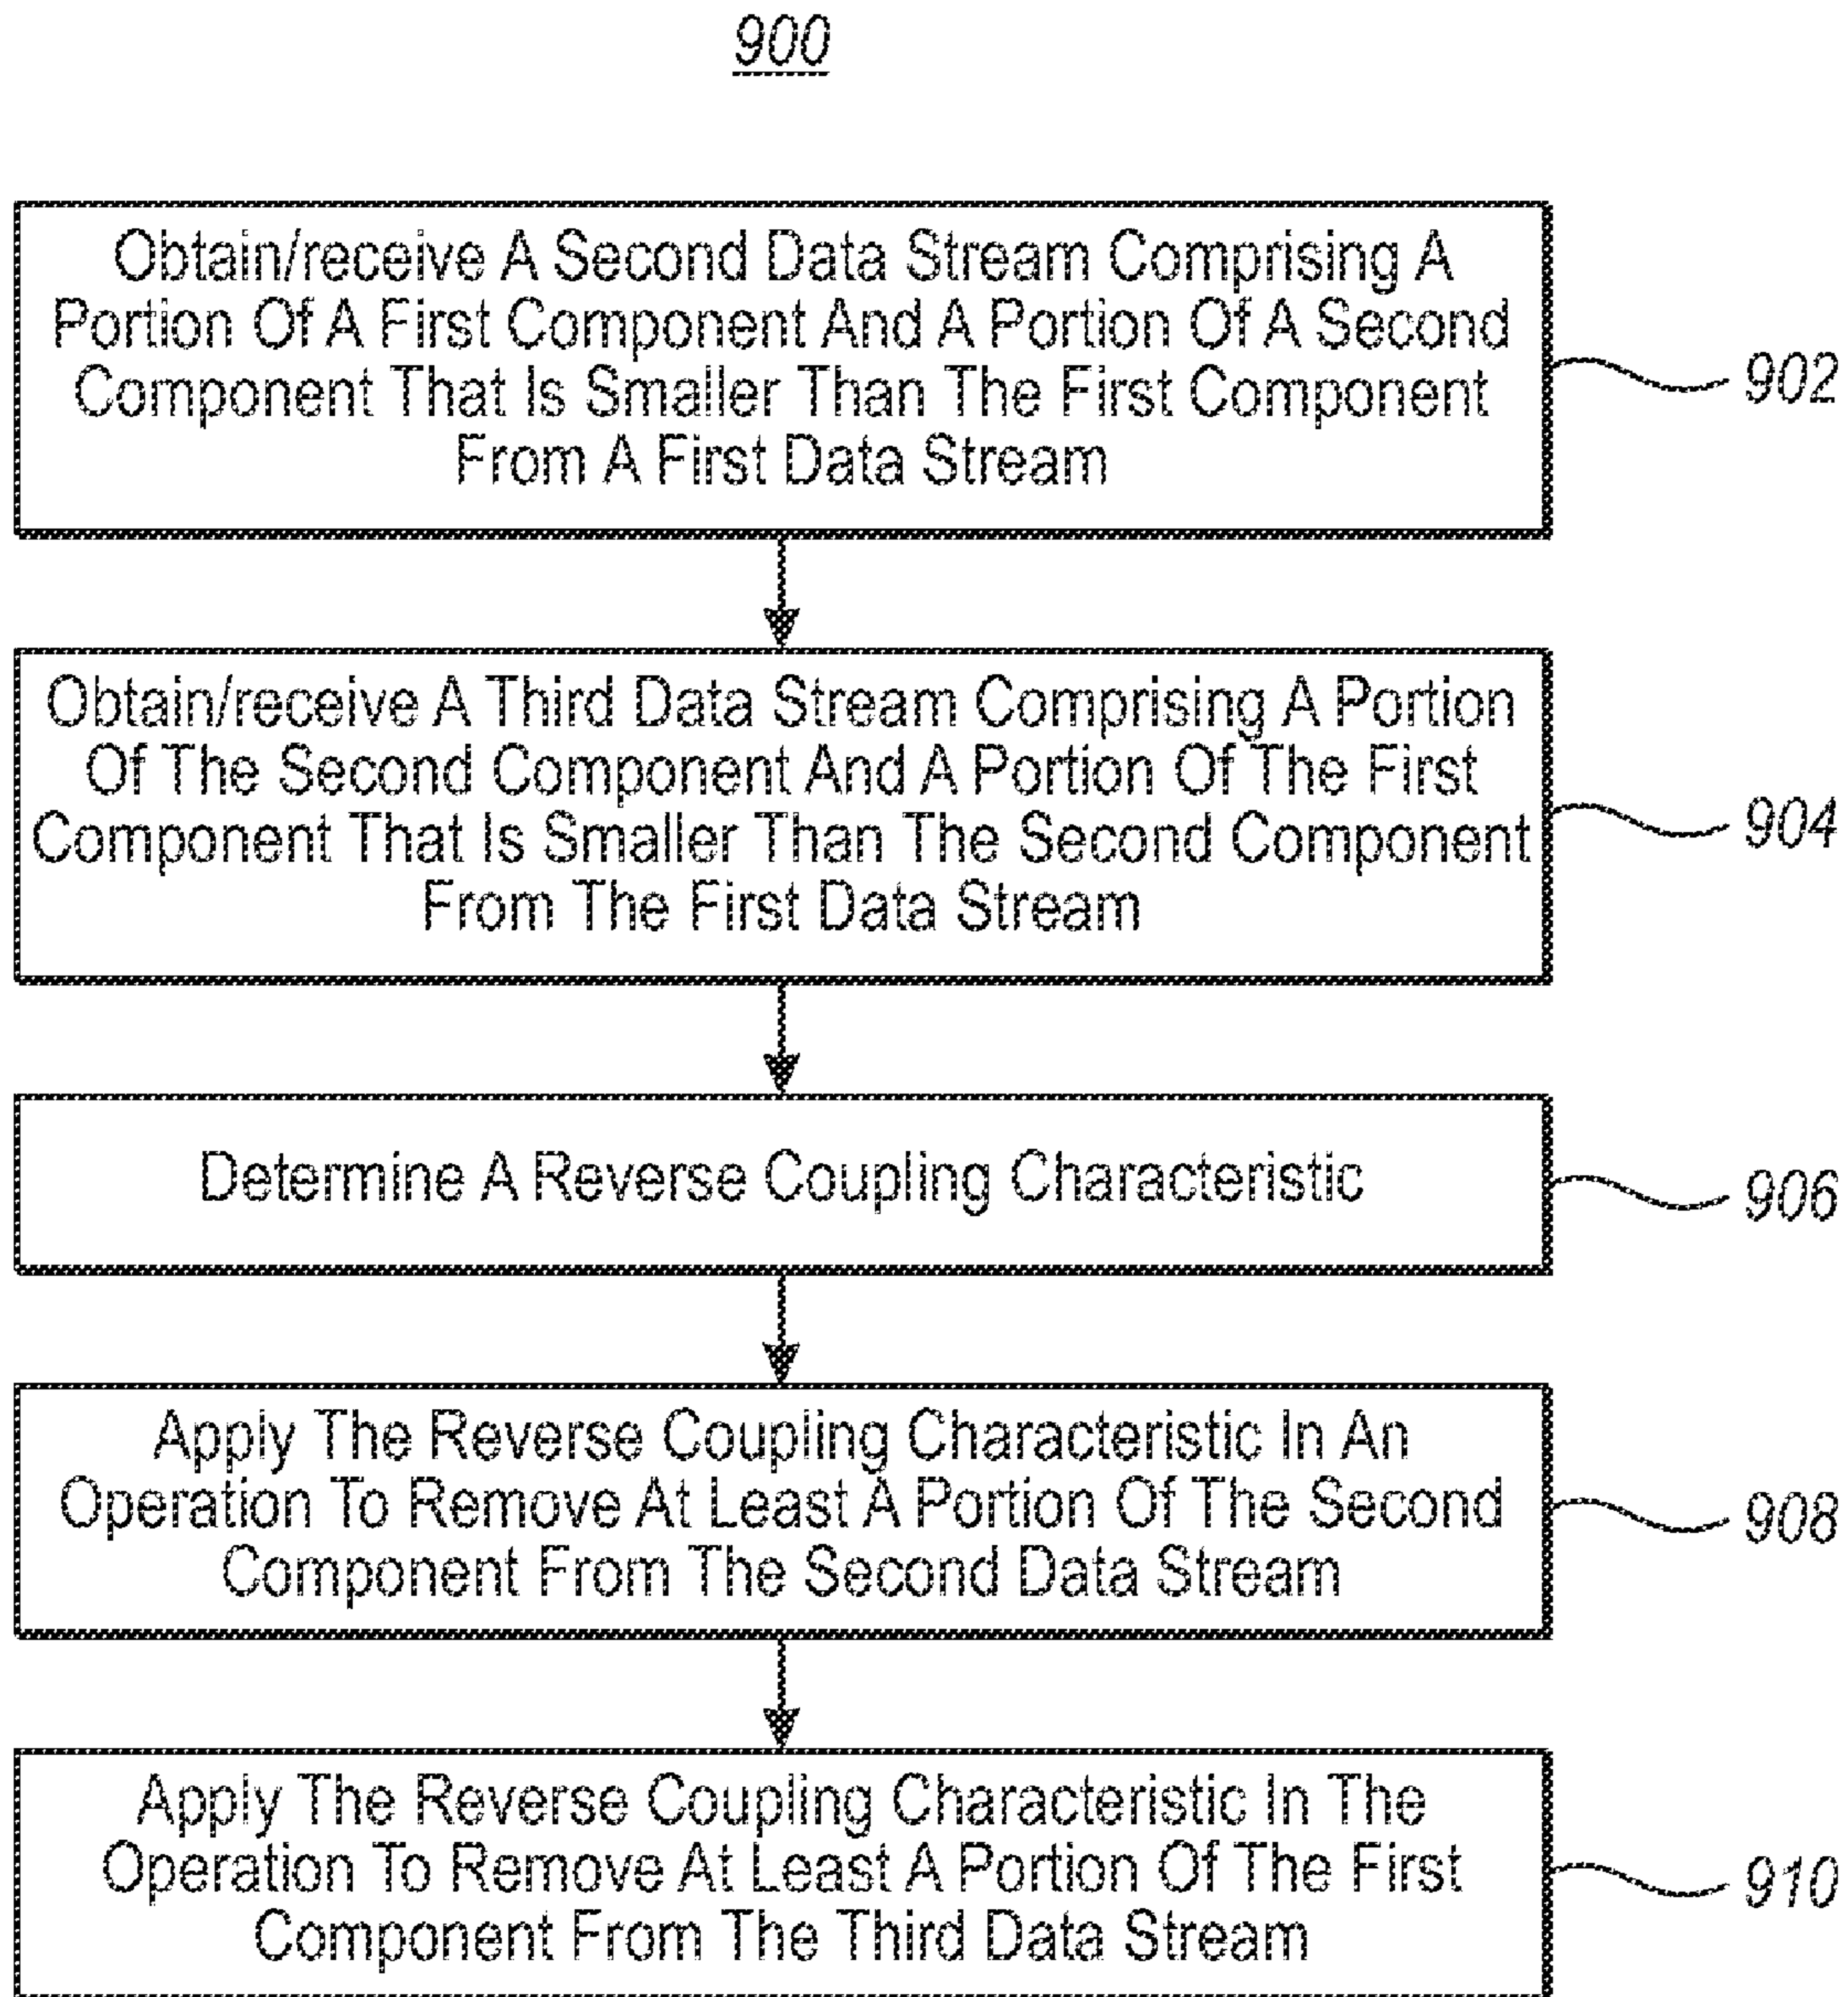 900
Obtain/receive A Second Data Stream Comprising A
Portion Of A First Component And A Portion Of A Second
Component That Is Smaller Than The First Component
From A First Data Stream
902
Obtain/receive A Third Data Stream Comprising A Portion
Of The Second Component And A Portion Of The First
Component That Is Smaller Than The Second Component
From The First Data Stream
904
Determine A Reverse Coupling Characteristic
906
Apply The Reverse Coupling Characteristic In An
Operation To Remove At Least A Portion Of The Second
Component From The Second Data Stream
908
Apply The Reverse Coupling Characteristic In The
Operation To Remove At Least A Portion Of The First
Component From The Third Data Stream
910